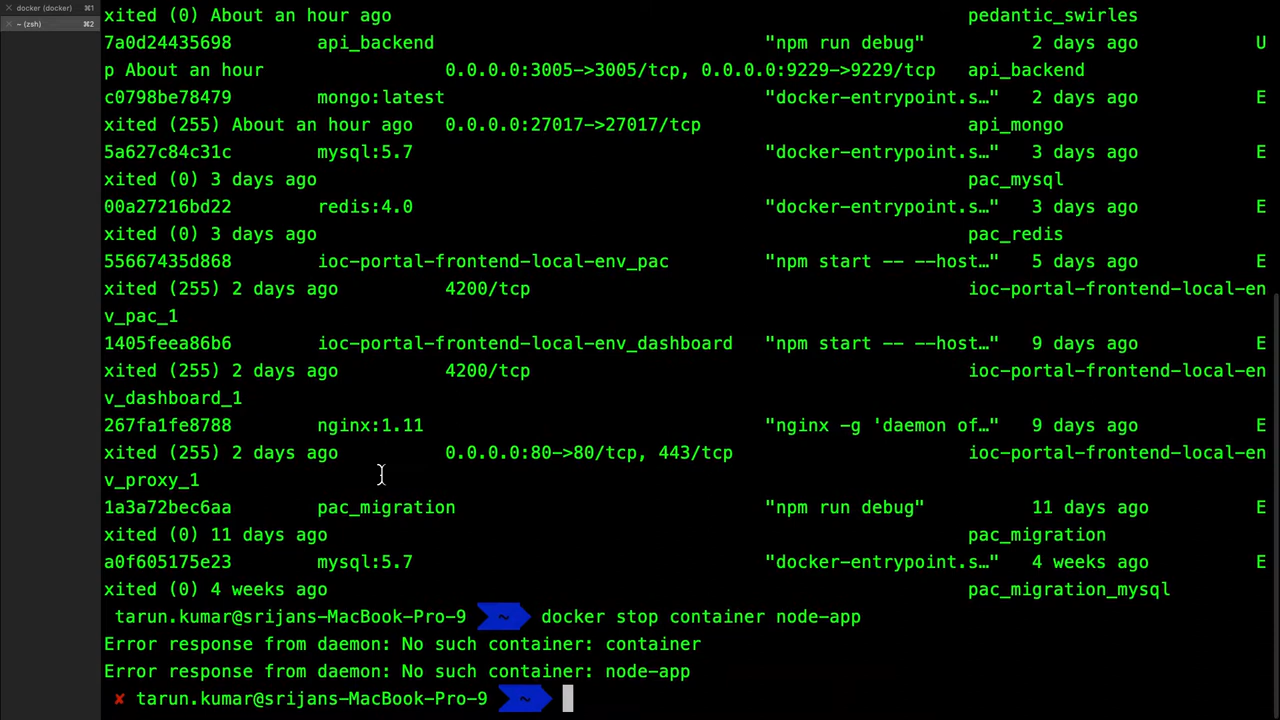 docker (docker) ⌘1
~ (zsh) ⌘2
xited (0) About an hour ago pedantic_swirles
7a0d24435698 api_backend "npm run debug" 2 days ago U
p About an hour 0.0.0.0:3005->3005/tcp, 0.0.0.0:9229->9229/tcp api_backend
c0798be78479 mongo:latest "docker-entrypoint.s…" 2 days ago E
xited (255) About an hour ago 0.0.0.0:27017->27017/tcp api_mongo
5a627c84c31c mysql:5.7 "docker-entrypoint.s…" 3 days ago E
xited (0) 3 days ago pac_mysql
00a27216bd22 redis:4.0 "docker-entrypoint.s…" 3 days ago E
xited (0) 3 days ago pac_redis
55667435d868 ioc-portal-frontend-local-env_pac "npm start -- --host…" 5 days ago E
xited (255) 2 days ago 4200/tcp ioc-portal-frontend-local-en
v_pac_1
1405feea86b6 ioc-portal-frontend-local-env_dashboard "npm start -- --host…" 9 days ago E
xited (255) 2 days ago 4200/tcp ioc-portal-frontend-local-en
v_dashboard_1
267fa1fe8788 nginx:1.11 "nginx -g 'daemon of…" 9 days ago E
xited (255) 2 days ago 0.0.0.0:80->80/tcp, 443/tcp ioc-portal-frontend-local-en
v_proxy_1
1a3a72bec6aa pac_migration "npm run debug" 11 days ago E
xited (0) 11 days ago pac_migration
a0f605175e23 mysql:5.7 "docker-entrypoint.s…" 4 weeks ago E
xited (0) 4 weeks ago pac_migration_mysql
tarun.kumar@srijans-MacBook-Pro-9 ~ docker stop container node-app
Error response from daemon: No such container: container
Error response from daemon: No such container: node-app
✘ tarun.kumar@srijans-MacBook-Pro-9 ~